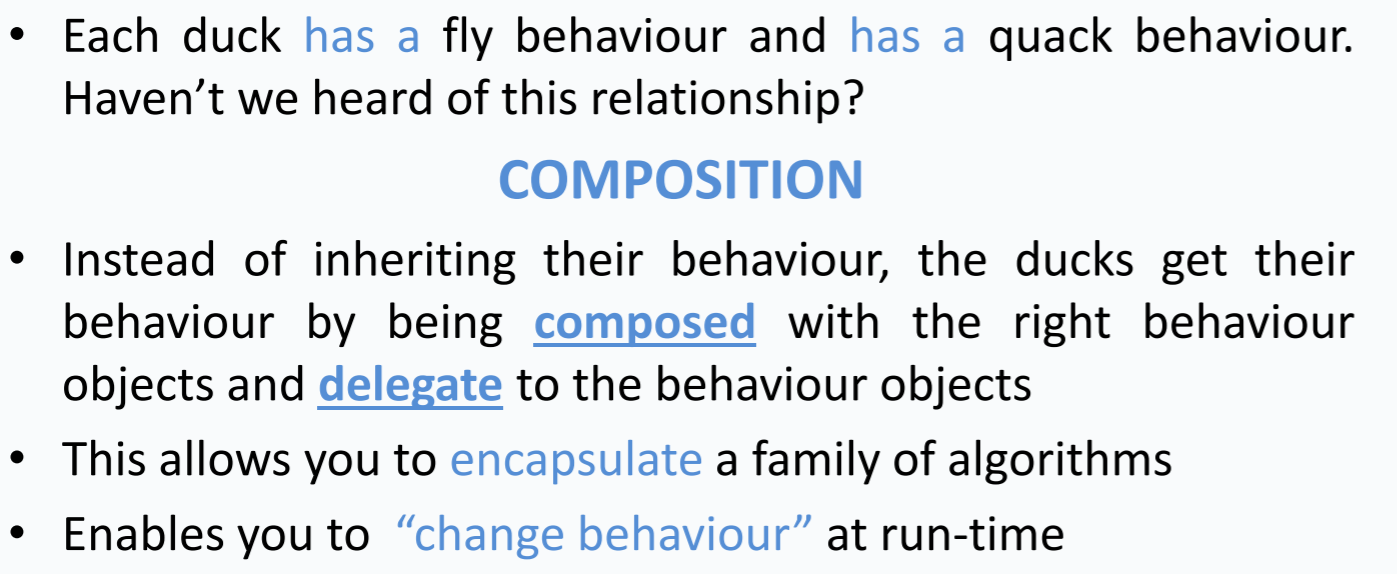 • Each duck has a fly behaviour and has a quack behaviour.
Haven’t we heard of this relationship?
COMPOSITION
• Instead of inheriting their behaviour, the ducks get their
behaviour by being composed with the right behaviour
objects and delegate to the behaviour objects
• This allows you to encapsulate a family of algorithms
• Enables you to “change behaviour” at run-time